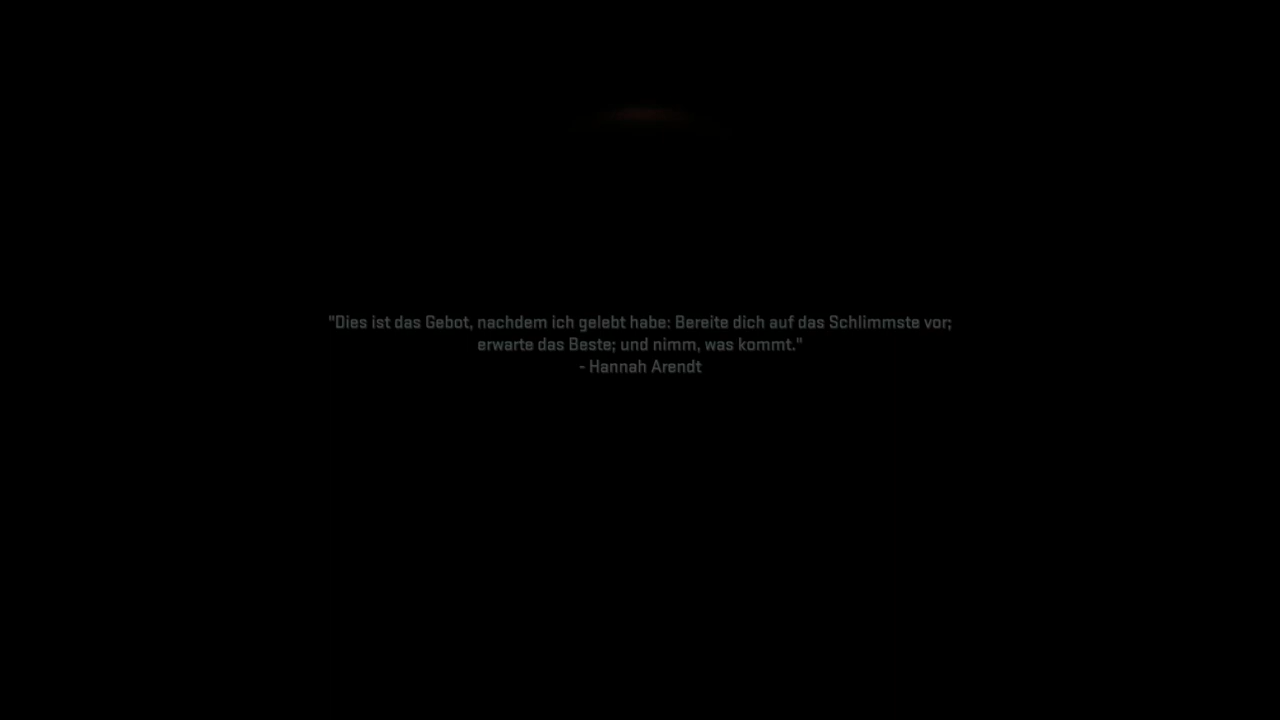 "Dies ist das Gebot, nachdem ich gelebt habe: Bereite dich auf das Schlimmste vor;
erwarte das Beste; und nimm, was kommt."
- Hannah Arendt